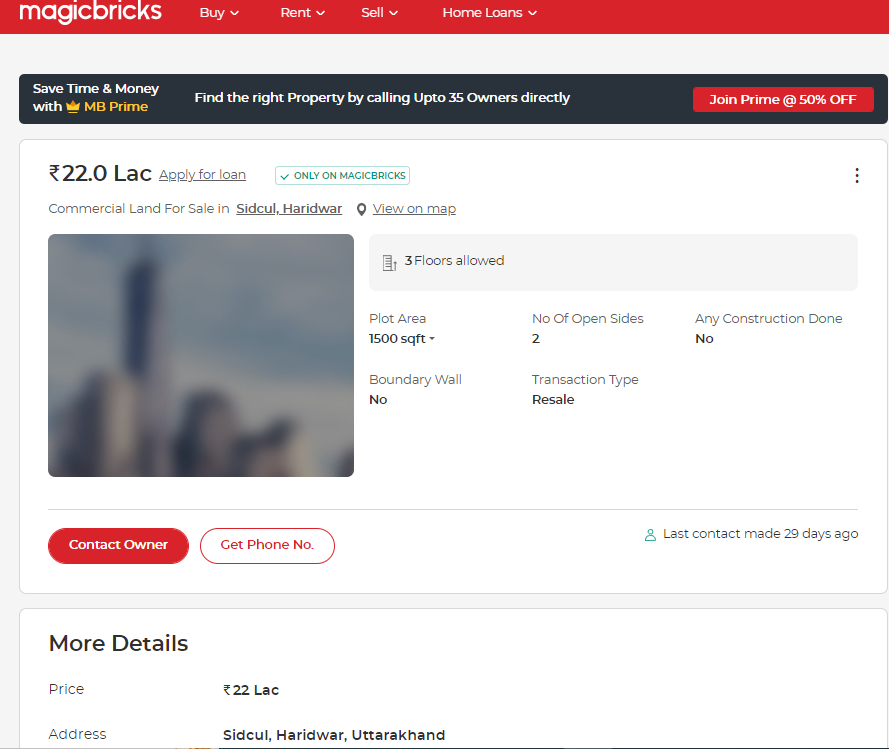 magicbricks
Buy
Rent
Sell
Home Loans
Save Time & Money
with MB Prime
Find the right Property by calling Upto 35 Owners directly
Join Prime @ 50% OFF
₹22.0 Lac Apply for loan
ONLY ON MAGICBRICKS
Commercial Land For Sale in Sidcul, Haridwar
View on map
3 Floors allowed
Plot Area
1500 sqft
No Of Open Sides
2
Any Construction Done
No
Boundary Wall
No
Transaction Type
Resale
Contact Owner
Get Phone No.
Last contact made 29 days ago
More Details
Price ₹22 Lac
Address Sidcul, Haridwar, Uttarakhand